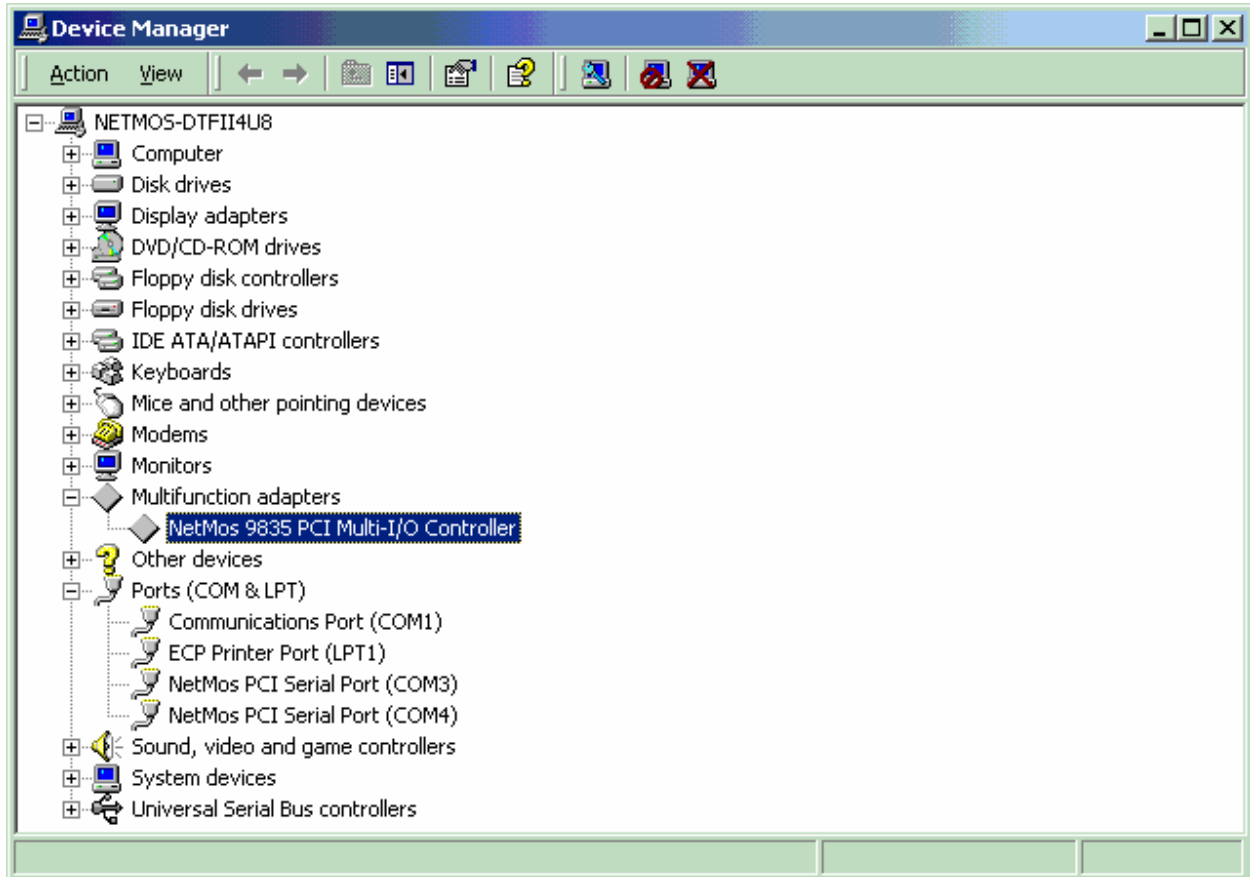 Device Manager
Action View
NETMOS-DTFII4U8
Computer
Disk drives
Display adapters
DVD/CD-ROM drives
Floppy disk controllers
Floppy disk drives
IDE ATA/ATAPI controllers
Keyboards
Mice and other pointing devices
Modems
Monitors
Multifunction adapters
NetMos 9835 PCI Multi-I/O Controller
Other devices
Ports (COM & LPT)
Communications Port (COM1)
ECP Printer Port (LPT1)
NetMos PCI Serial Port (COM3)
NetMos PCI Serial Port (COM4)
Sound, video and game controllers
System devices
Universal Serial Bus controllers